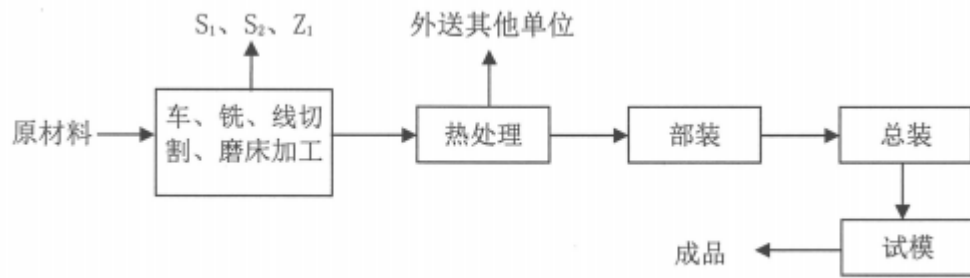 S₁、S₂、Z₁
外送其他单位
原材料
车、铣、线切
割、磨床加工
热处理
部装
总装
试模
成品